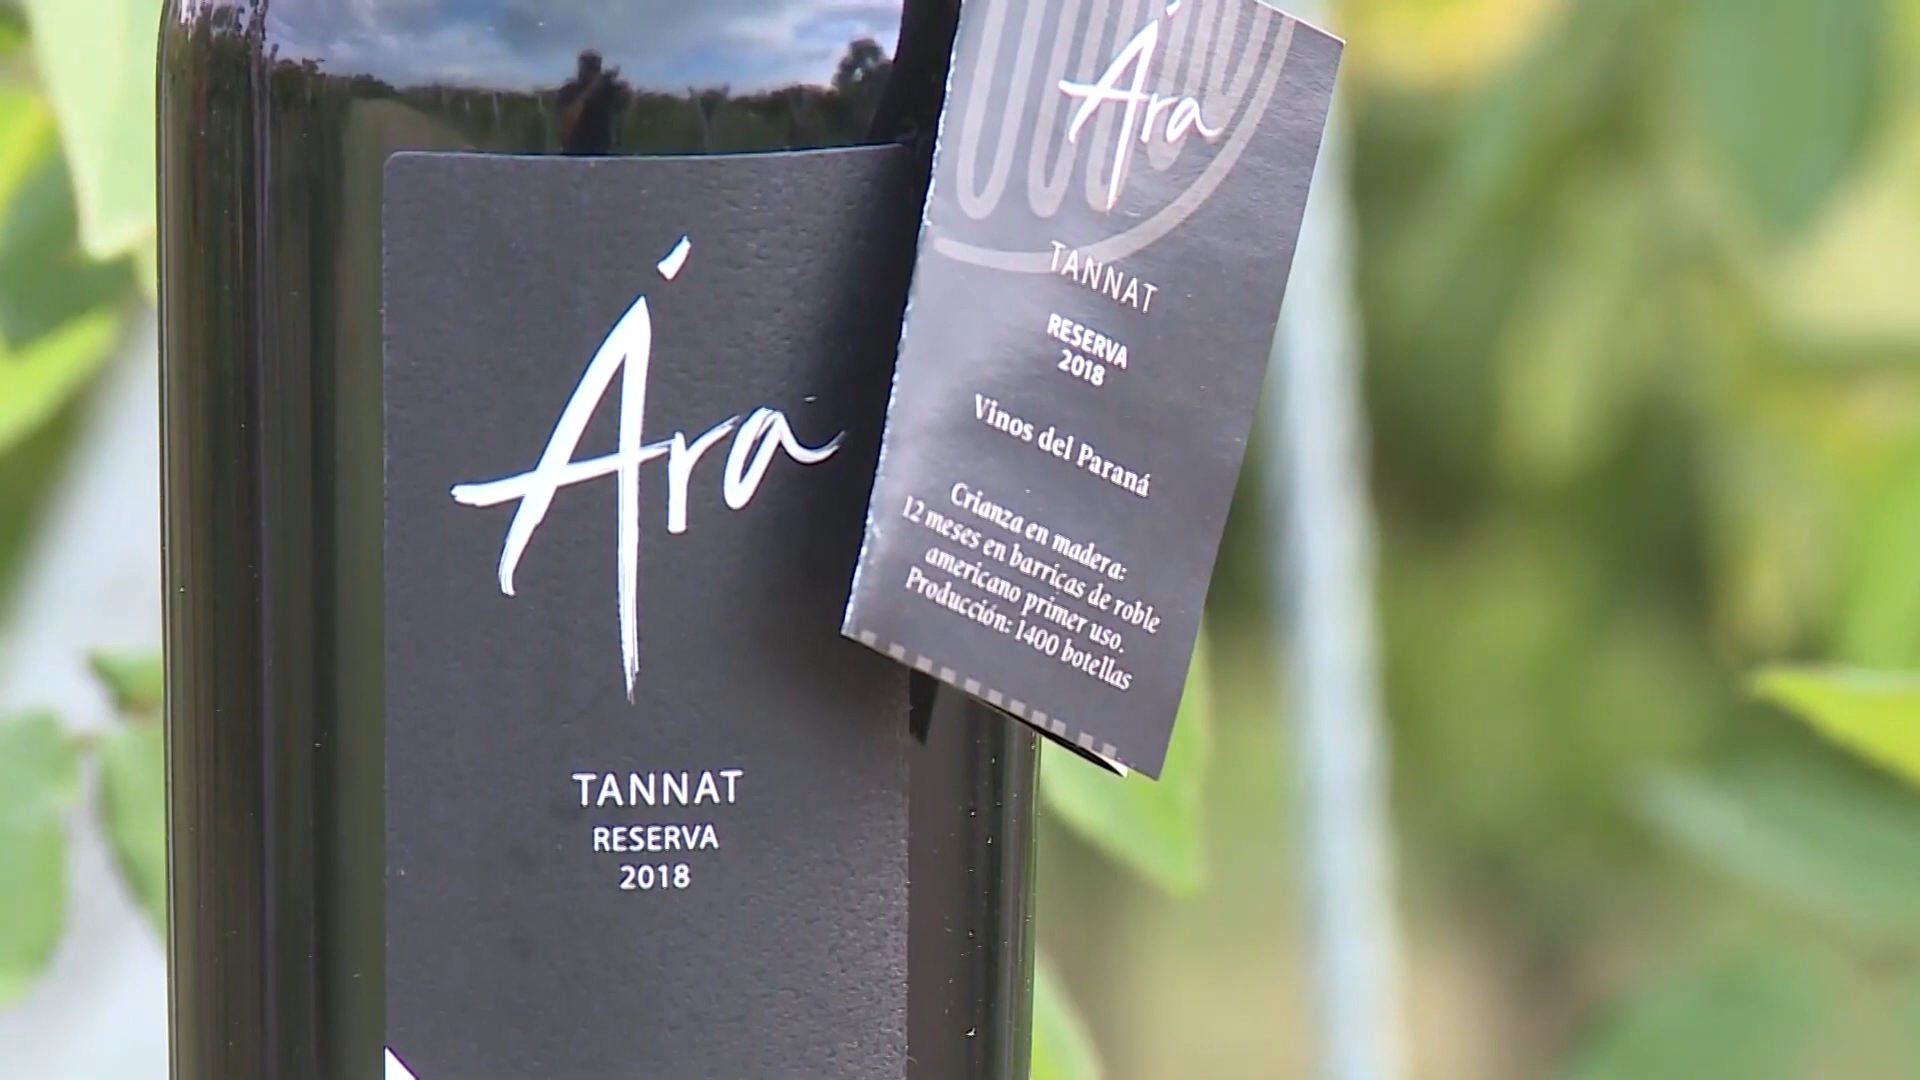 Ára
TANNAT
RESERVA
2018
Ára
TANNAT
RESERVA
2018
Vinos del Paraná
Crianza en madera:
12 meses en barricas de roble
americano primer uso.
Producción: 1400 botellas